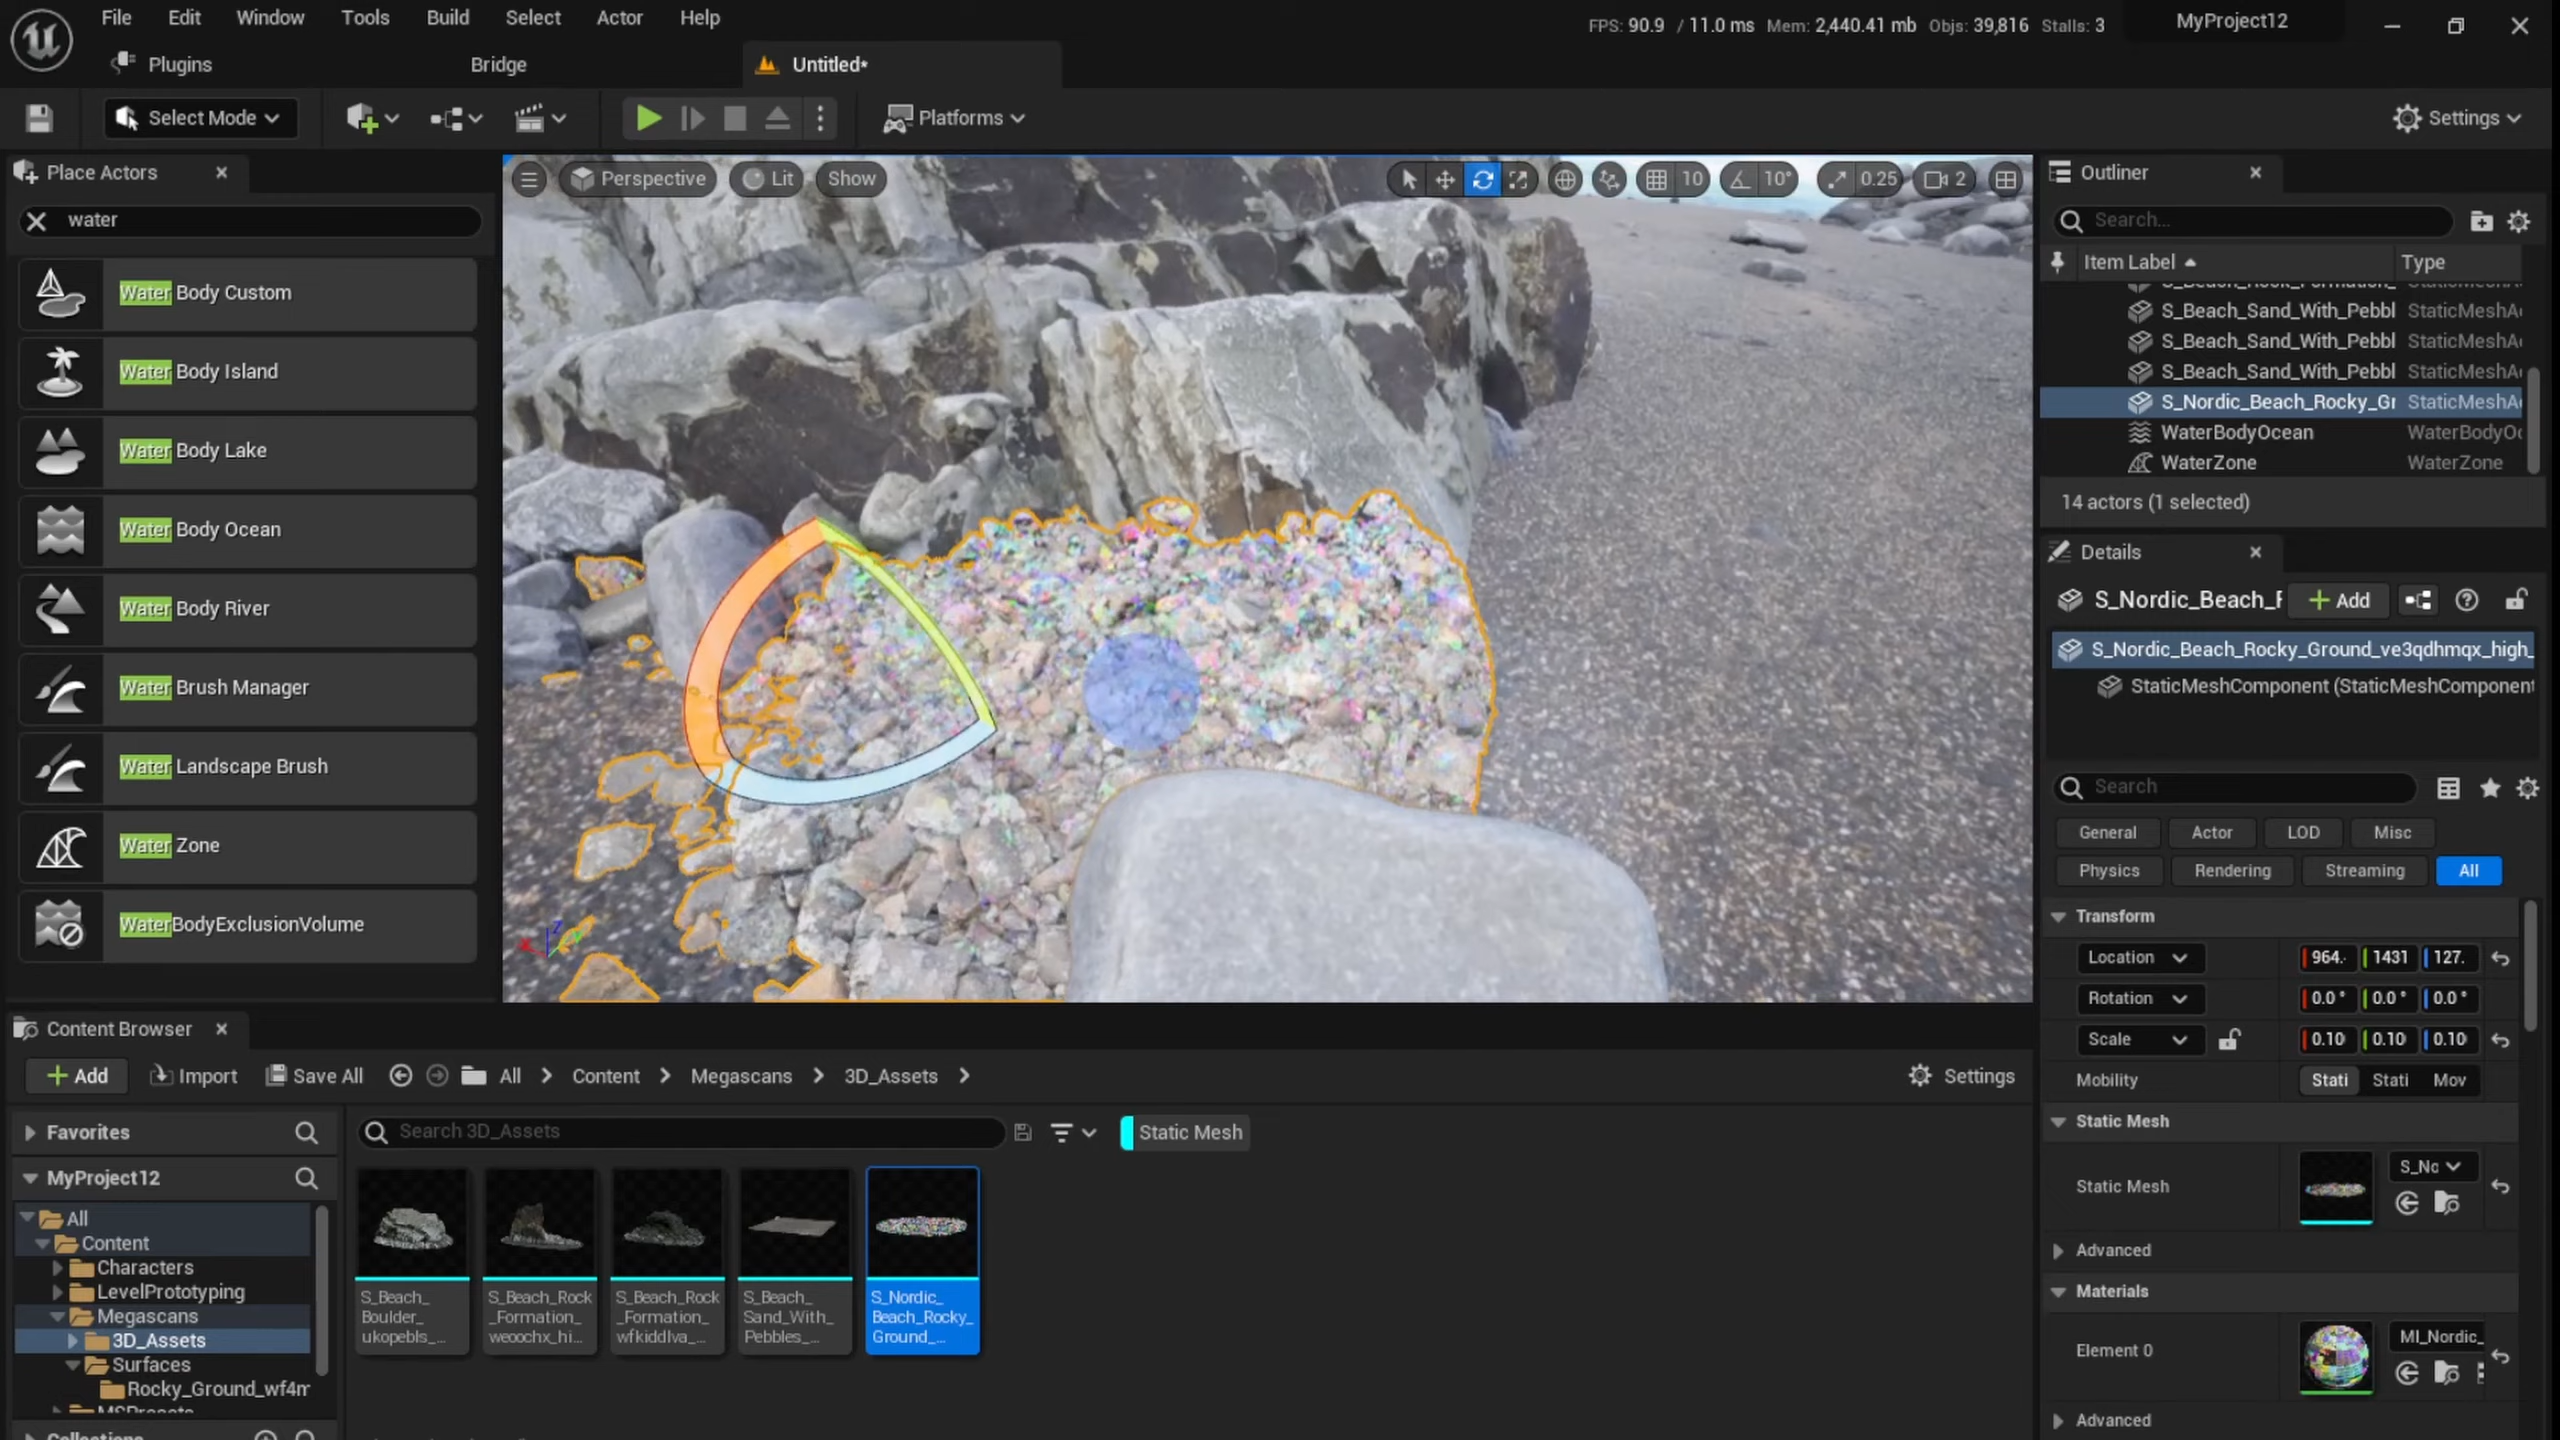 File Edit Window Tools Build Select Actor Help
FPS: 90.9 / 11.0 ms Mem: 2,440.41 mb Objs: 39,816 Stalls: 3
MyProject12
Plugins
Bridge
Untitled*
Select Mode
Platforms
Settings
Place Actors
water
Water Body Custom
Water Body Island
Water Body Lake
Water Body Ocean
Water Body River
Water Brush Manager
Water Landscape Brush
Water Zone
WaterBodyExclusionVolume
Perspective
Lit
Show
10
10°
0.25
2
Outliner
Search...
Item Label
Type
S_Beach_Sand_With_Pebbl StaticMeshA
S_Beach_Sand_With_Pebbl StaticMeshA
S_Beach_Sand_With_Pebbl StaticMeshA
S_Nordic_Beach_Rocky_Gr StaticMeshA
WaterBodyOcean WaterBodyOc
WaterZone WaterZone
14 actors (1 selected)
Details
S_Nordic_Beach_F
Add
S_Nordic_Beach_Rocky_Ground_ve3qdhmqx_high_
StaticMeshComponent (StaticMeshComponent
Search
General Actor LOD Misc
Physics Rendering Streaming All
Transform
Location 964. 1431 127.
Rotation 0.0° 0.0° 0.0°
Scale 0.10 0.10 0.10
Mobility Stati Stati Mov
Static Mesh
Static Mesh
S_No
Advanced
Materials
Element 0
MI_Nordic_
Advanced
Content Browser
Add
Import
Save All
All > Content > Megascans > 3D_Assets >
Settings
Favorites
MyProject12
All
Content
Characters
LevelPrototyping
Megascans
3D_Assets
Surfaces
Rocky_Ground_wf4m
Search 3D_Assets
Static Mesh
S_Beach_
Boulder_
ukopebls_...
S_Beach_Rock
_Formation_
weoochx_hi...
S_Beach_Rock
_Formation_
wfkiddlva_...
S_Beach_
Sand_With_
Pebbles_...
S_Nordic_
Beach_Rocky_
Ground_...